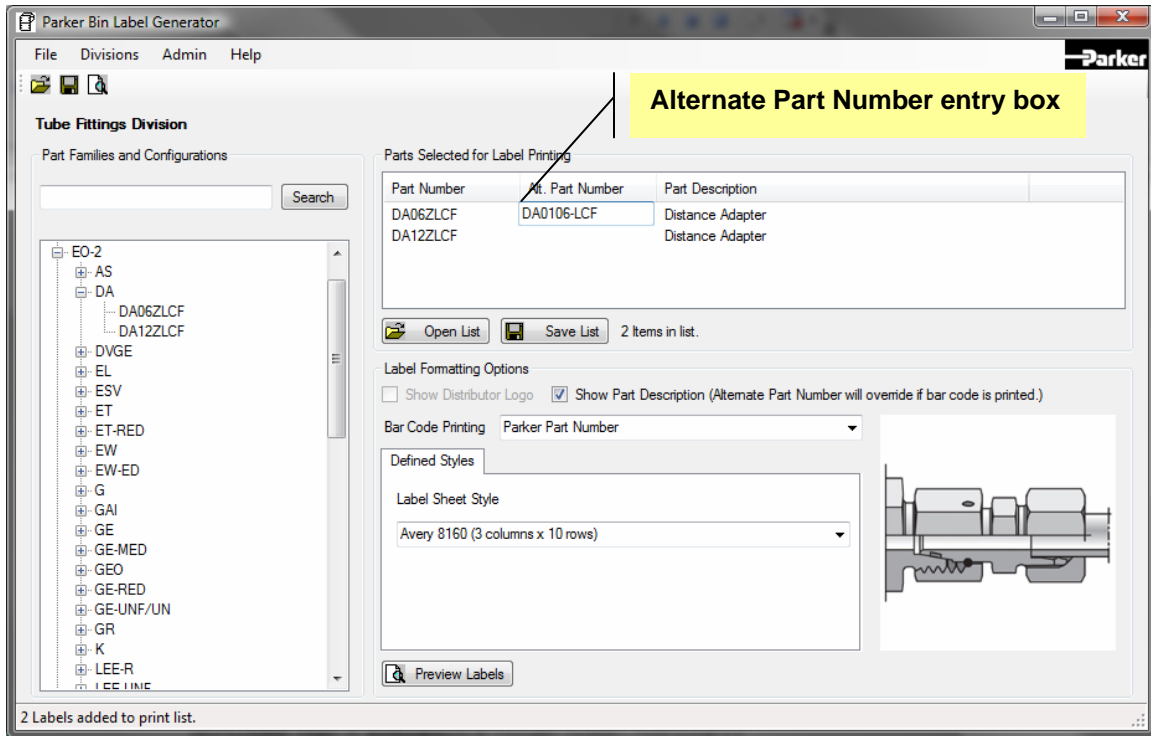 Parker Bin Label Generator
File Divisions Admin Help
Parker
Alternate Part Number entry box
Tube Fittings Division
Part Families and Configurations
Search
EO-2
AS
DA
DA06ZLCF
DA12ZLCF
DVGE
EL
ESV
ET
ET-RED
EW
EW-ED
G
GAI
GE
GE-MED
GEO
GE-RED
GE-UNF/UN
GR
K
LEE-R
LEE-UNF
Parts Selected for Label Printing
Part Number Alt. Part Number Part Description
DA06ZLCF DA0106-LCF Distance Adapter
DA12ZLCF Distance Adapter
Open List Save List 2 Items in list.
Label Formatting Options
Show Distributor Logo Show Part Description (Alternate Part Number will override if bar code is printed.)
Bar Code Printing Parker Part Number
Defined Styles
Label Sheet Style
Avery 8160 (3 columns x 10 rows)
Preview Labels
2 Labels added to print list.